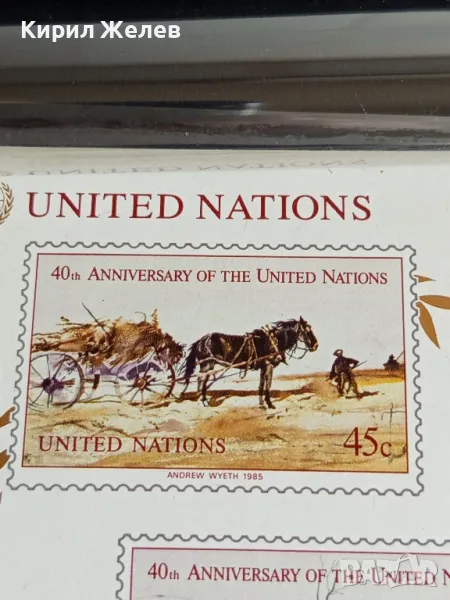 Кирил Желев
UNITED NATIONS
40th ANNIVERSARY OF THE UNITED NATIONS
UNITED NATIONS 45c
ANDREW WYETH 1985
40th ANNIVERSARY OF THE UNITED N